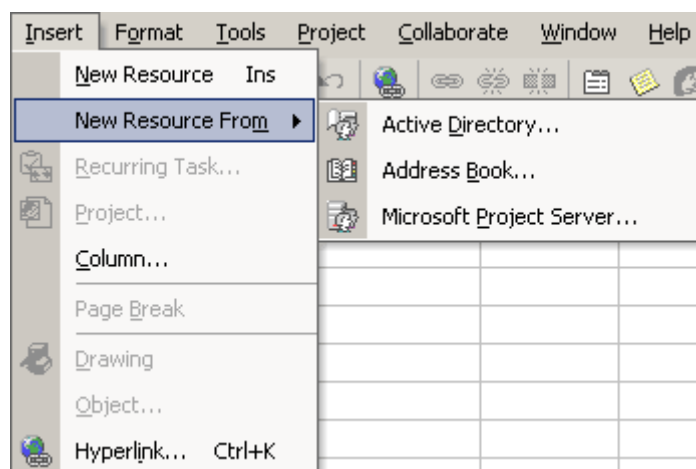 Insert Format Tools Project Collaborate Window Help
New Resource Ins
New Resource From Active Directory...
Recurring Task... Address Book...
Project... Microsoft Project Server...
Column...
Page Break
Drawing
Object...
Hyperlink... Ctrl+K